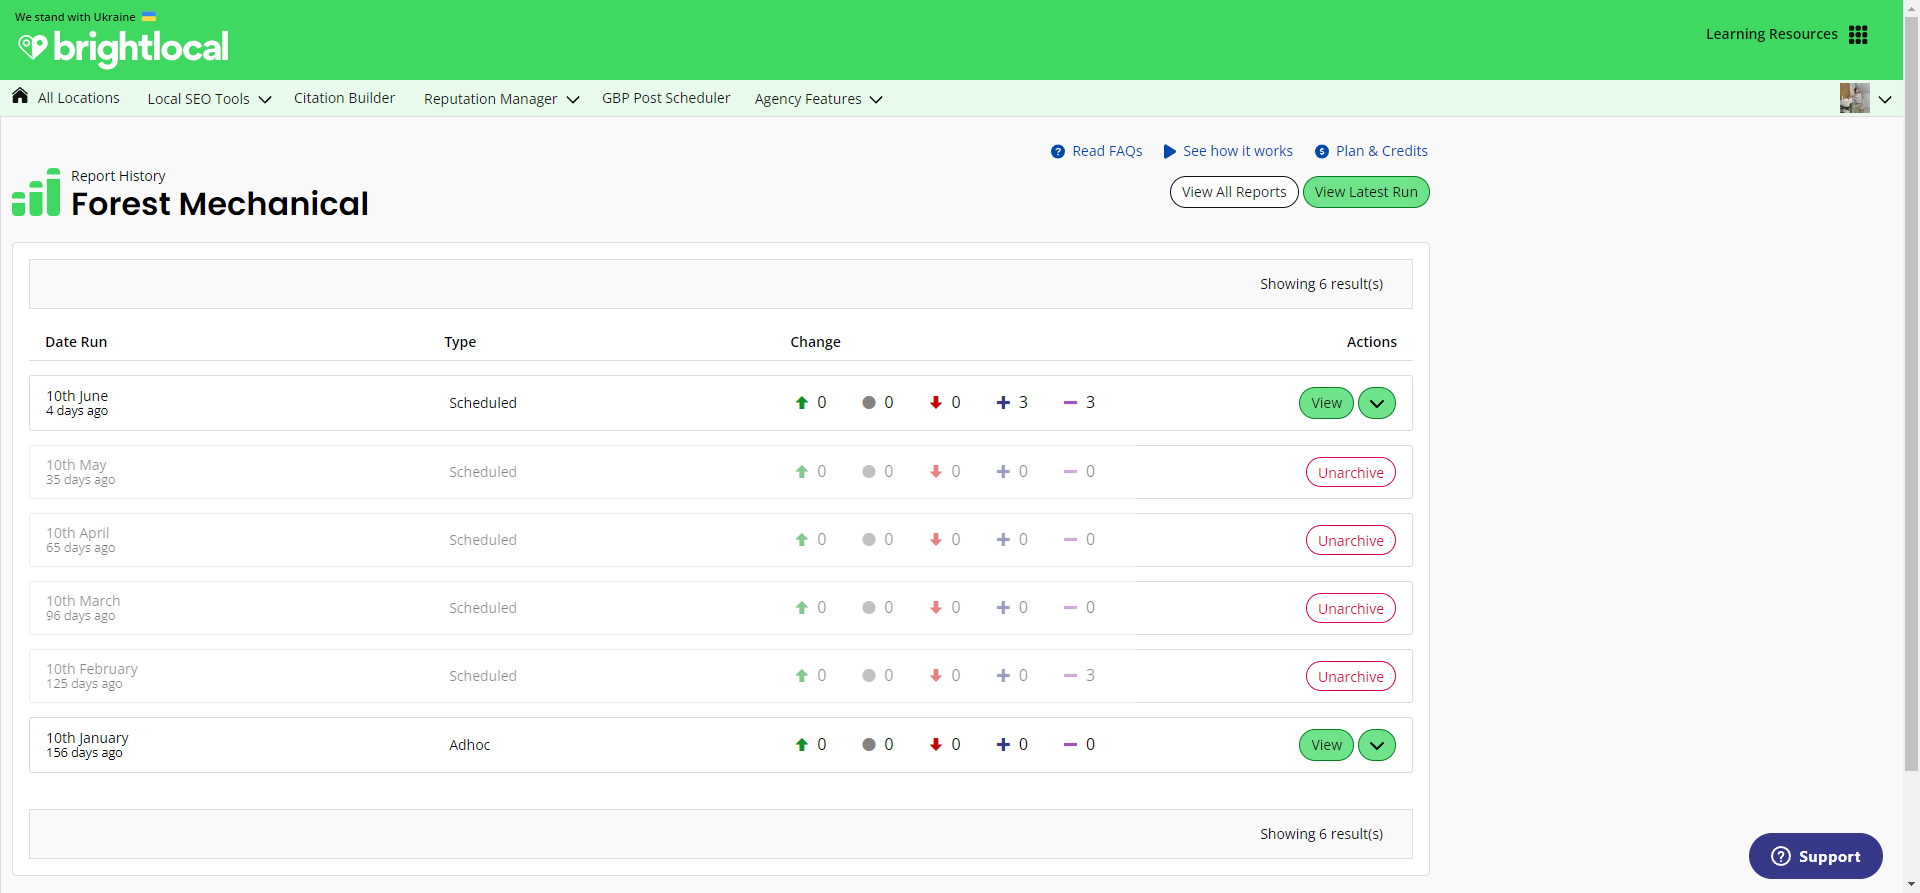 We stand with Ukraine
brightlocal
Learning Resources
All Locations Local SEO Tools Citation Builder Reputation Manager GBP Post Scheduler Agency Features
Read FAQs See how it works Plan & Credits
Report History
Forest Mechanical
View All Reports View Latest Run
Showing 6 result(s)
Date Run Type Change Actions
10th June
4 days ago
Scheduled 0 0 0 3 3 View
10th May
35 days ago
Scheduled 0 0 0 0 0 Unarchive
10th April
65 days ago
Scheduled 0 0 0 0 0 Unarchive
10th March
96 days ago
Scheduled 0 0 0 0 0 Unarchive
10th February
125 days ago
Scheduled 0 0 0 0 3 Unarchive
10th January
156 days ago
Adhoc 0 0 0 0 0 View
Showing 6 result(s)
Support